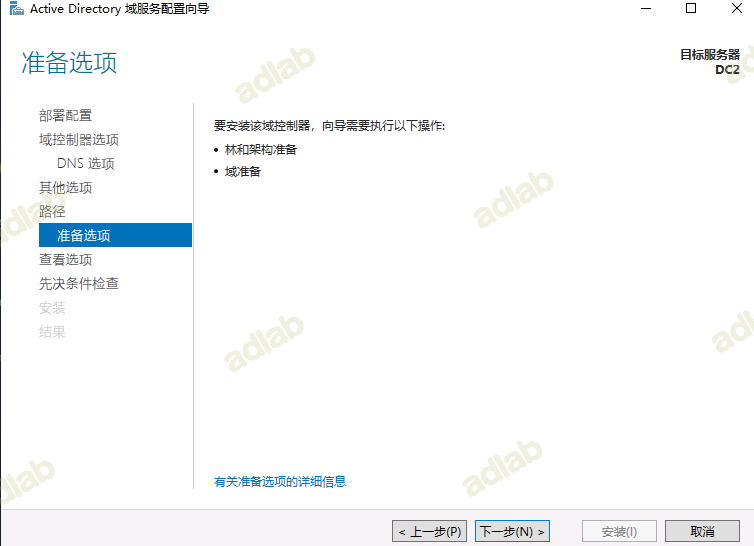 Active Directory 域服务配置向导
准备选项
目标服务器
DC2
部署配置
域控制器选项
DNS 选项
其他选项
路径
准备选项
查看选项
先决条件检查
安装
结果
要安装该域控制器，向导需要执行以下操作:
• 林和架构准备
• 域准备
有关准备选项的详细信息
< 上一步(P)
下一步(N) >
安装(I)
取消
adlab
adlab
adlab
adlab
adlab
adlab
adlab